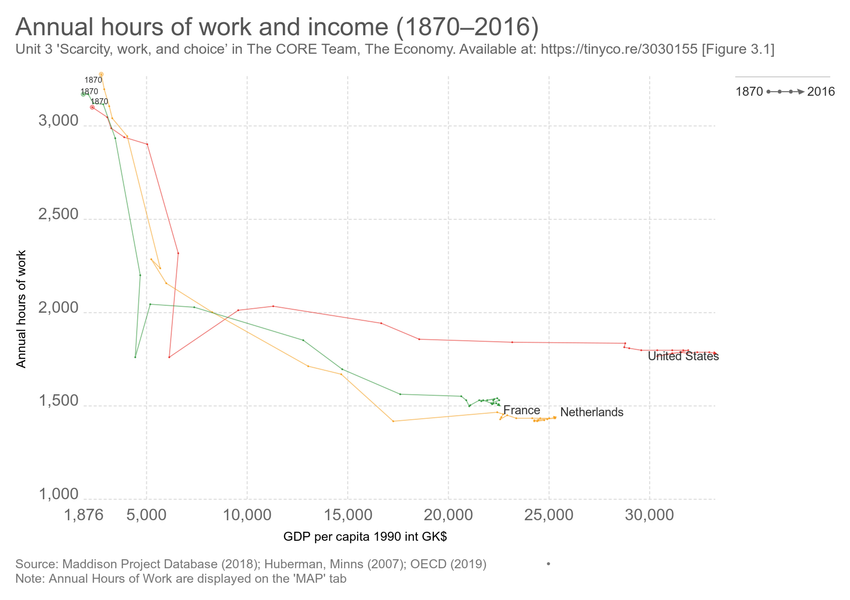 Annual hours of work and income (1870–2016)
Unit 3 'Scarcity, work, and choice' in The CORE Team, The Economy. Available at: https://tinyco.re/3030155 [Figure 3.1]
1870
1870
1870
1870 2016
3,000
2,500
2,000
1,500
1,000
Annual hours of work
United States
France
Netherlands
1,876 5,000 10,000 15,000 20,000 25,000 30,000
GDP per capita 1990 int GK$
Source: Maddison Project Database (2018); Huberman, Minns (2007); OECD (2019)
Note: Annual Hours of Work are displayed on the 'MAP' tab